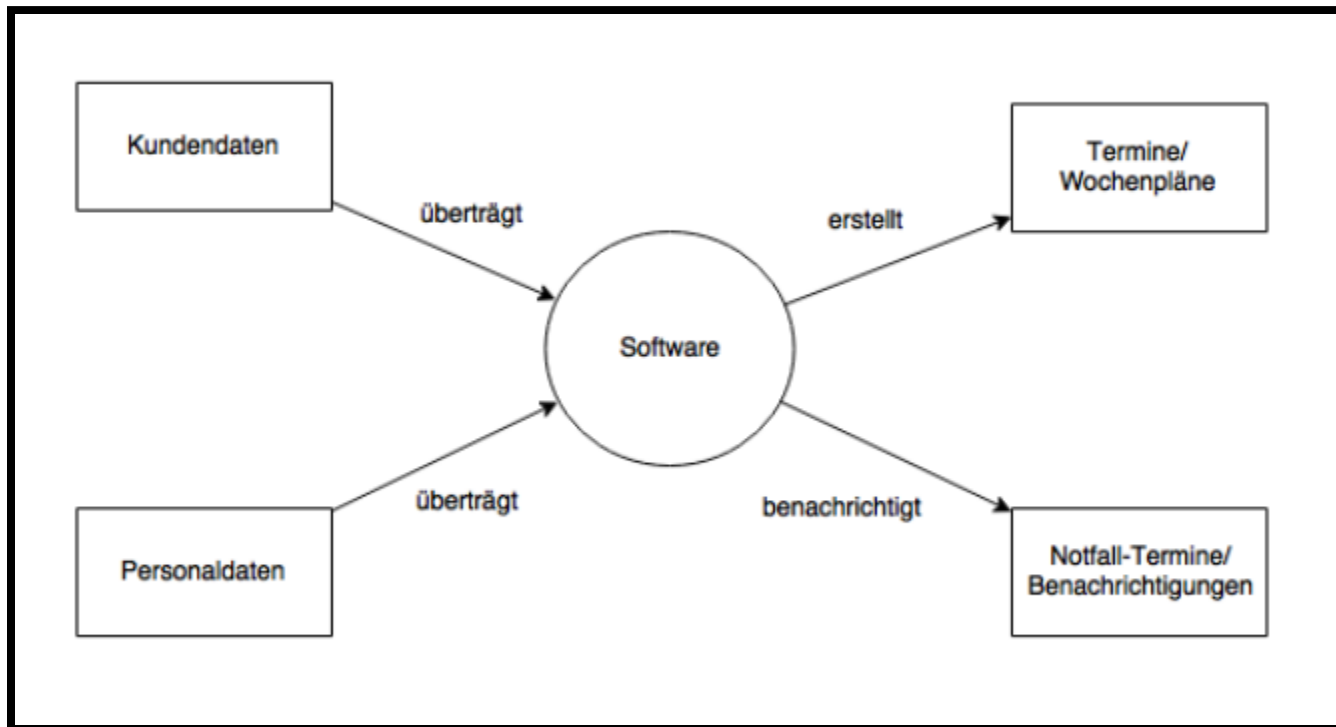 Kundendaten
Termine/
Wochenpläne
überträgt
erstellt
Software
überträgt
benachrichtigt
Personaldaten
Notfall-Termine/
Benachrichtigungen